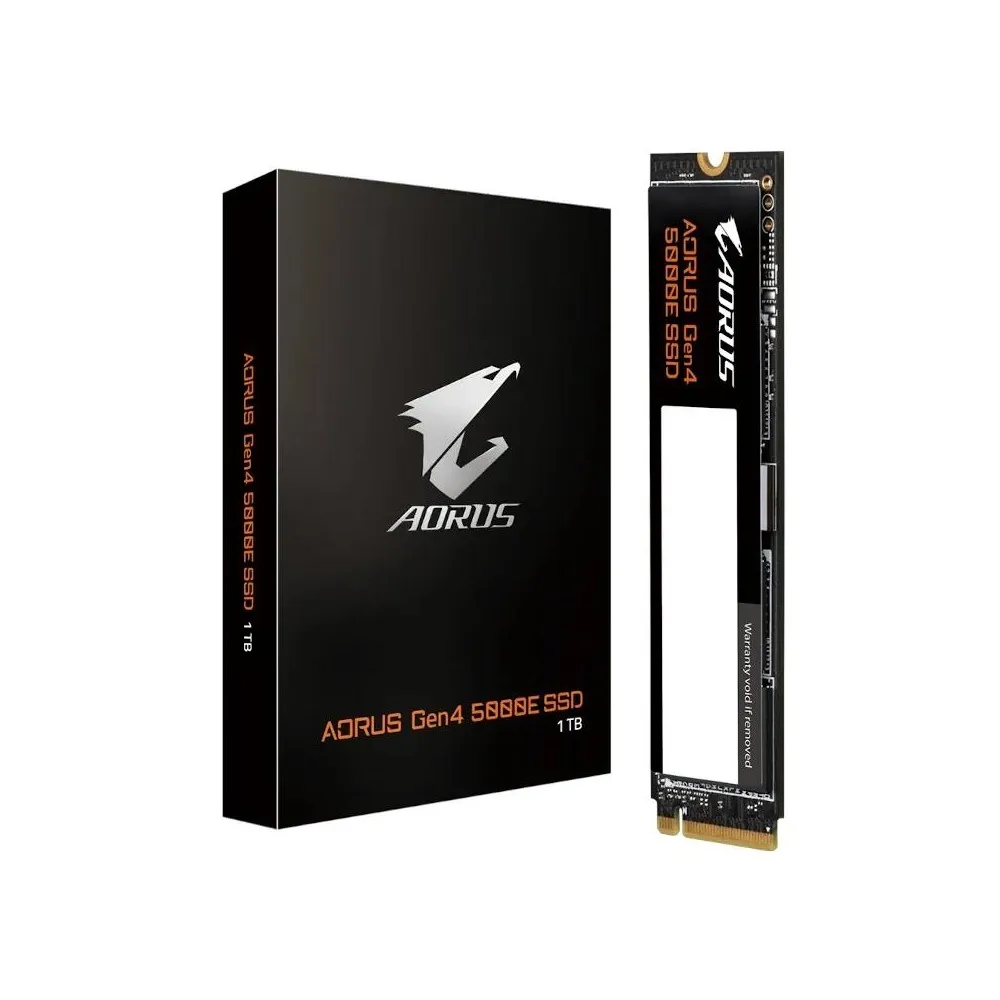 AORUS Gen4 5000E SSD 1 TB
AORUS
AORUS Gen4 5000E SSD
1 TB
AORUS
AORUS Gen4
5000E SSD
Warranty void if removed